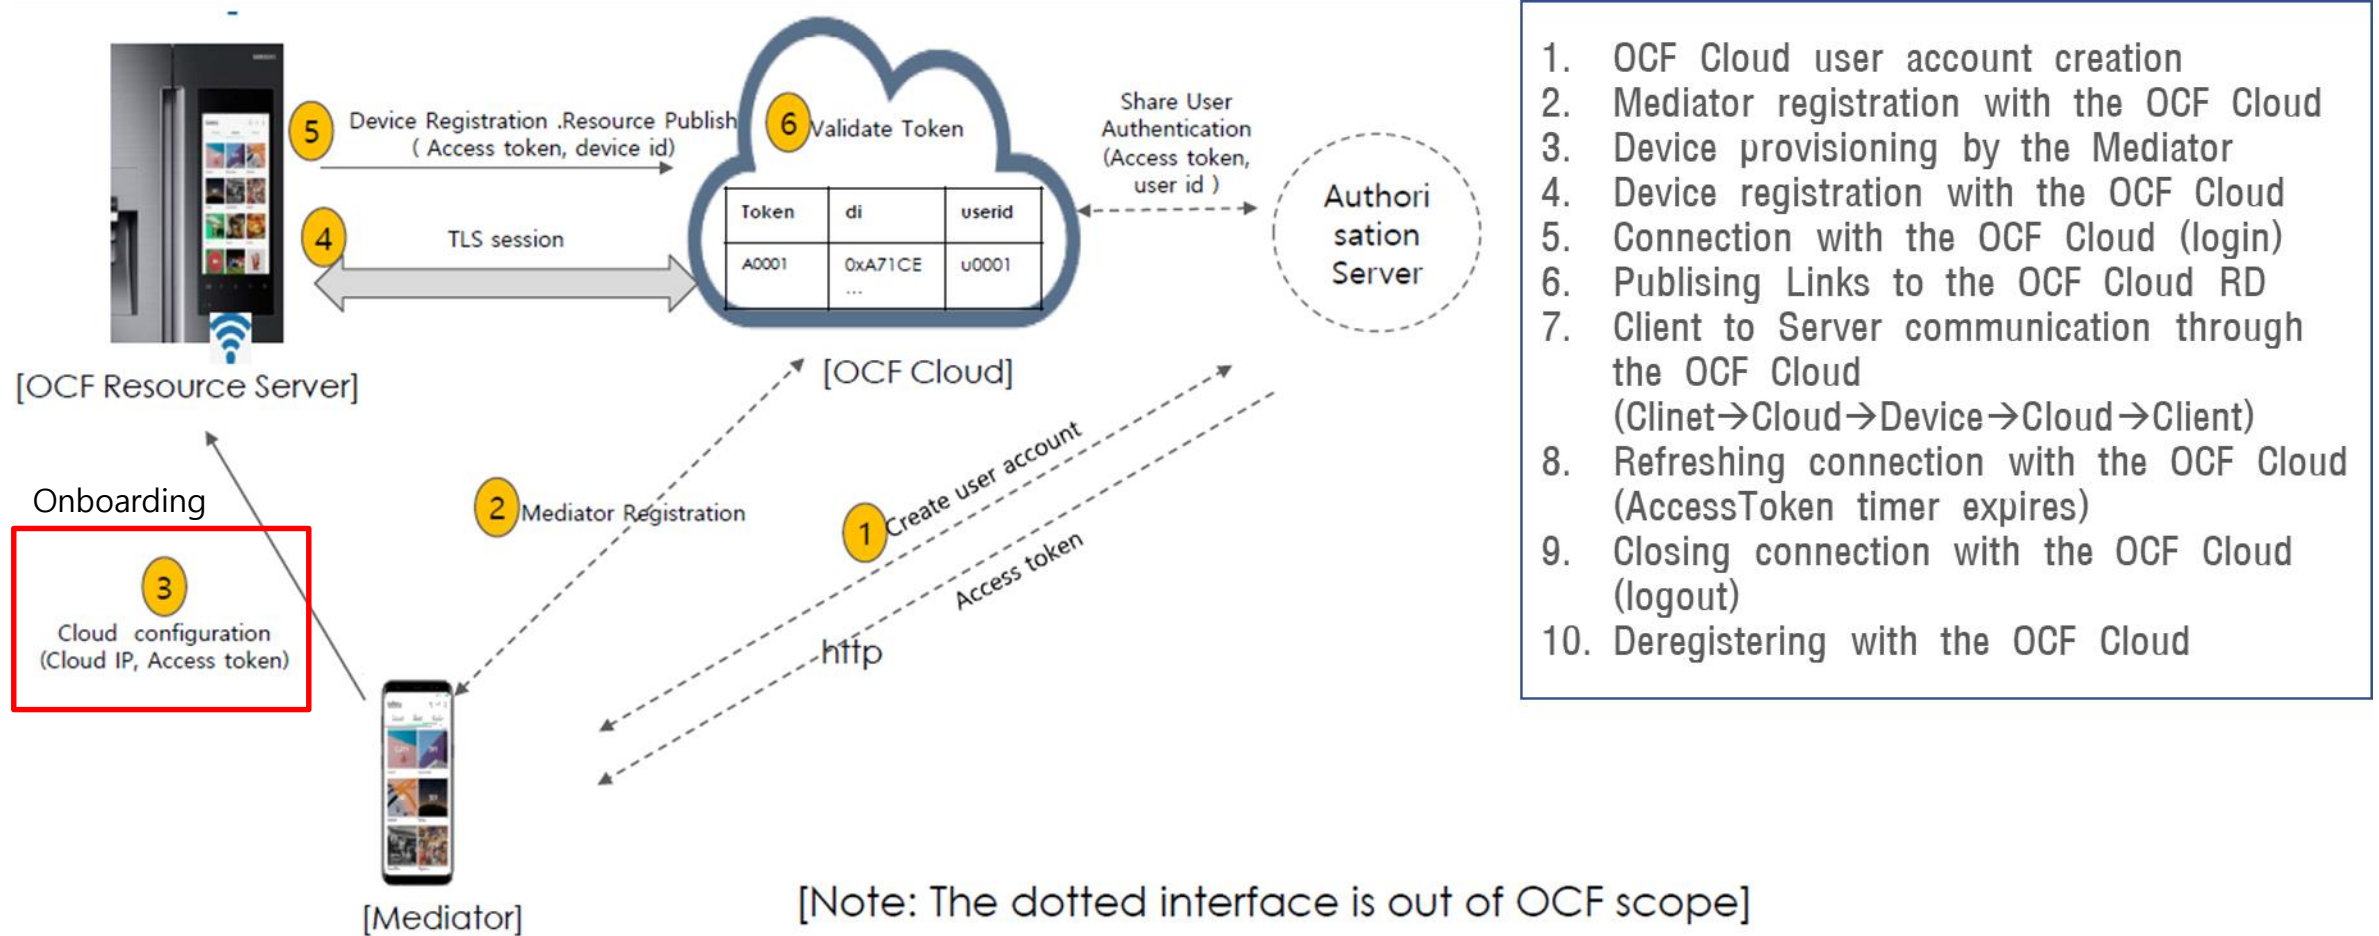 5
Device Registration .Resource Publish
( Access token, device id)
4
TLS session
[OCF Resource Server]
6
Validate Token
Token di userid
A0001 0xA71CE u0001
...
[OCF Cloud]
Share User
Authentication
(Access token,
user id )
Authori
sation
Server
Onboarding
3
Cloud configuration
(Cloud IP, Access token)
2
Mediator Registration
1
Create user account
Access token
http
[Mediator]
[Note: The dotted interface is out of OCF scope]
1. OCF Cloud user account creation
2. Mediator registration with the OCF Cloud
3. Device provisioning by the Mediator
4. Device registration with the OCF Cloud
5. Connection with the OCF Cloud (login)
6. Publising Links to the OCF Cloud RD
7. Client to Server communication through
the OCF Cloud
(Clinet→Cloud→Device→Cloud→Client)
8. Refreshing connection with the OCF Cloud
(AccessToken timer expires)
9. Closing connection with the OCF Cloud
(logout)
10. Deregistering with the OCF Cloud